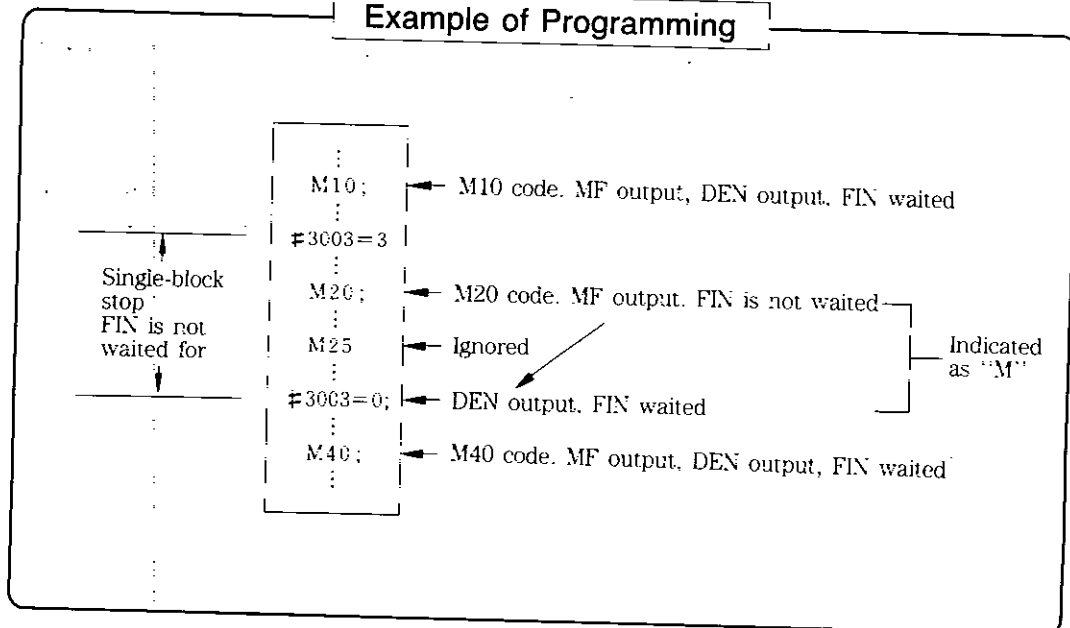 Example of Programming
M10; M10 code. MF output, DEN output. FIN waited
#3003=3
Single-block
stop
FIN is not
waited for
M20; M20 code. MF output. FIN is not waited
M25 Ignored
Indicated
as "M"
#3003=0; DEN output. FIN waited
M40; M40 code. MF output, DEN output, FIN waited